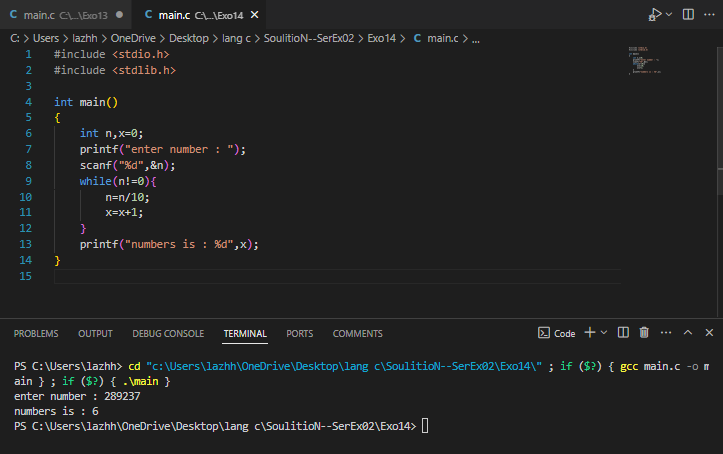 main.c C:\...\Exo13 main.c C:\...\Exo14
C: > Users > lazhh > OneDrive > Desktop > lang c > SoulitioN--SerEx02 > Exo14 > C main.c > ...
1 #include <stdio.h>
2 #include <stdlib.h>
3
4 int main()
5 {
6 int n,x=0;
7 printf("enter number : ");
8 scanf("%d",&n);
9 while(n!=0){
10 n=n/10;
11 x=x+1;
12 }
13 printf("numbers is : %d",x);
14 }
15
PROBLEMS OUTPUT DEBUG CONSOLE TERMINAL PORTS COMMENTS Code
PS C:\Users\lazhh> cd "c:\Users\lazhh\OneDrive\Desktop\lang c\SoulitioN--SerEx02\Exo14\" ; if ($?) { gcc main.c -o m
ain } ; if ($?) { .\main }
enter number : 289237
numbers is : 6
PS C:\Users\lazhh\OneDrive\Desktop\lang c\SoulitioN--SerEx02\Exo14>